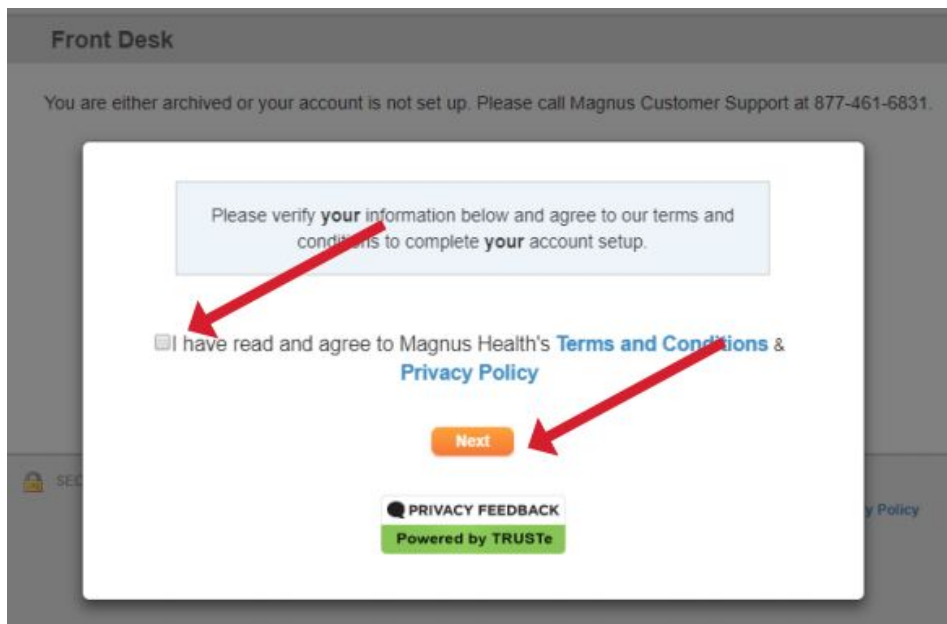 Front Desk
You are either archived or your account is not set up. Please call Magnus Customer Support at 877-461-6831.
Please verify your information below and agree to our terms and
conditions to complete your account setup.
I have read and agree to Magnus Health's Terms and Conditions &
Privacy Policy
Next
SEC
y Policy
PRIVACY FEEDBACK
Powered by TRUSTe